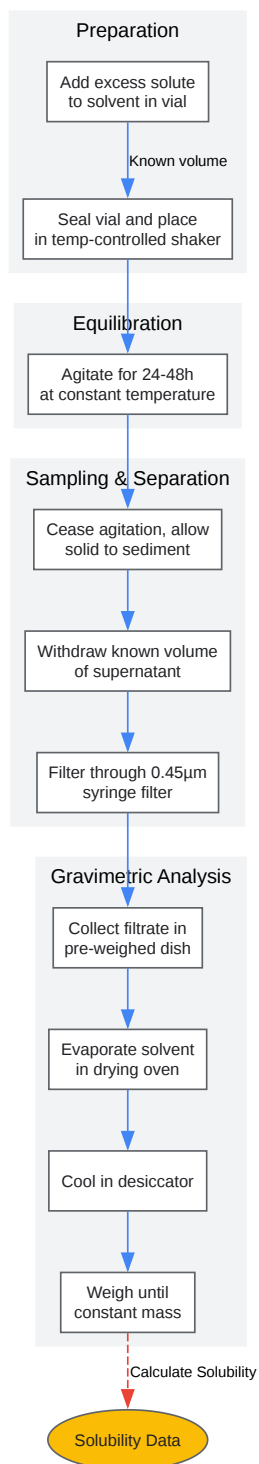 Preparation
Add excess solute
to solvent in vial
Known volume
Seal vial and place
in temp-controlled shaker
Equilibration
Agitate for 24-48h
at constant temperature
Sampling & Separation
Cease agitation, allow
solid to sediment
Withdraw known volume
of supernatant
Filter through 0.45µm
syringe filter
Gravimetric Analysis
Collect filtrate in
pre-weighed dish
Evaporate solvent
in drying oven
Cool in desiccator
Weigh until
constant mass
Calculate Solubility
Solubility Data